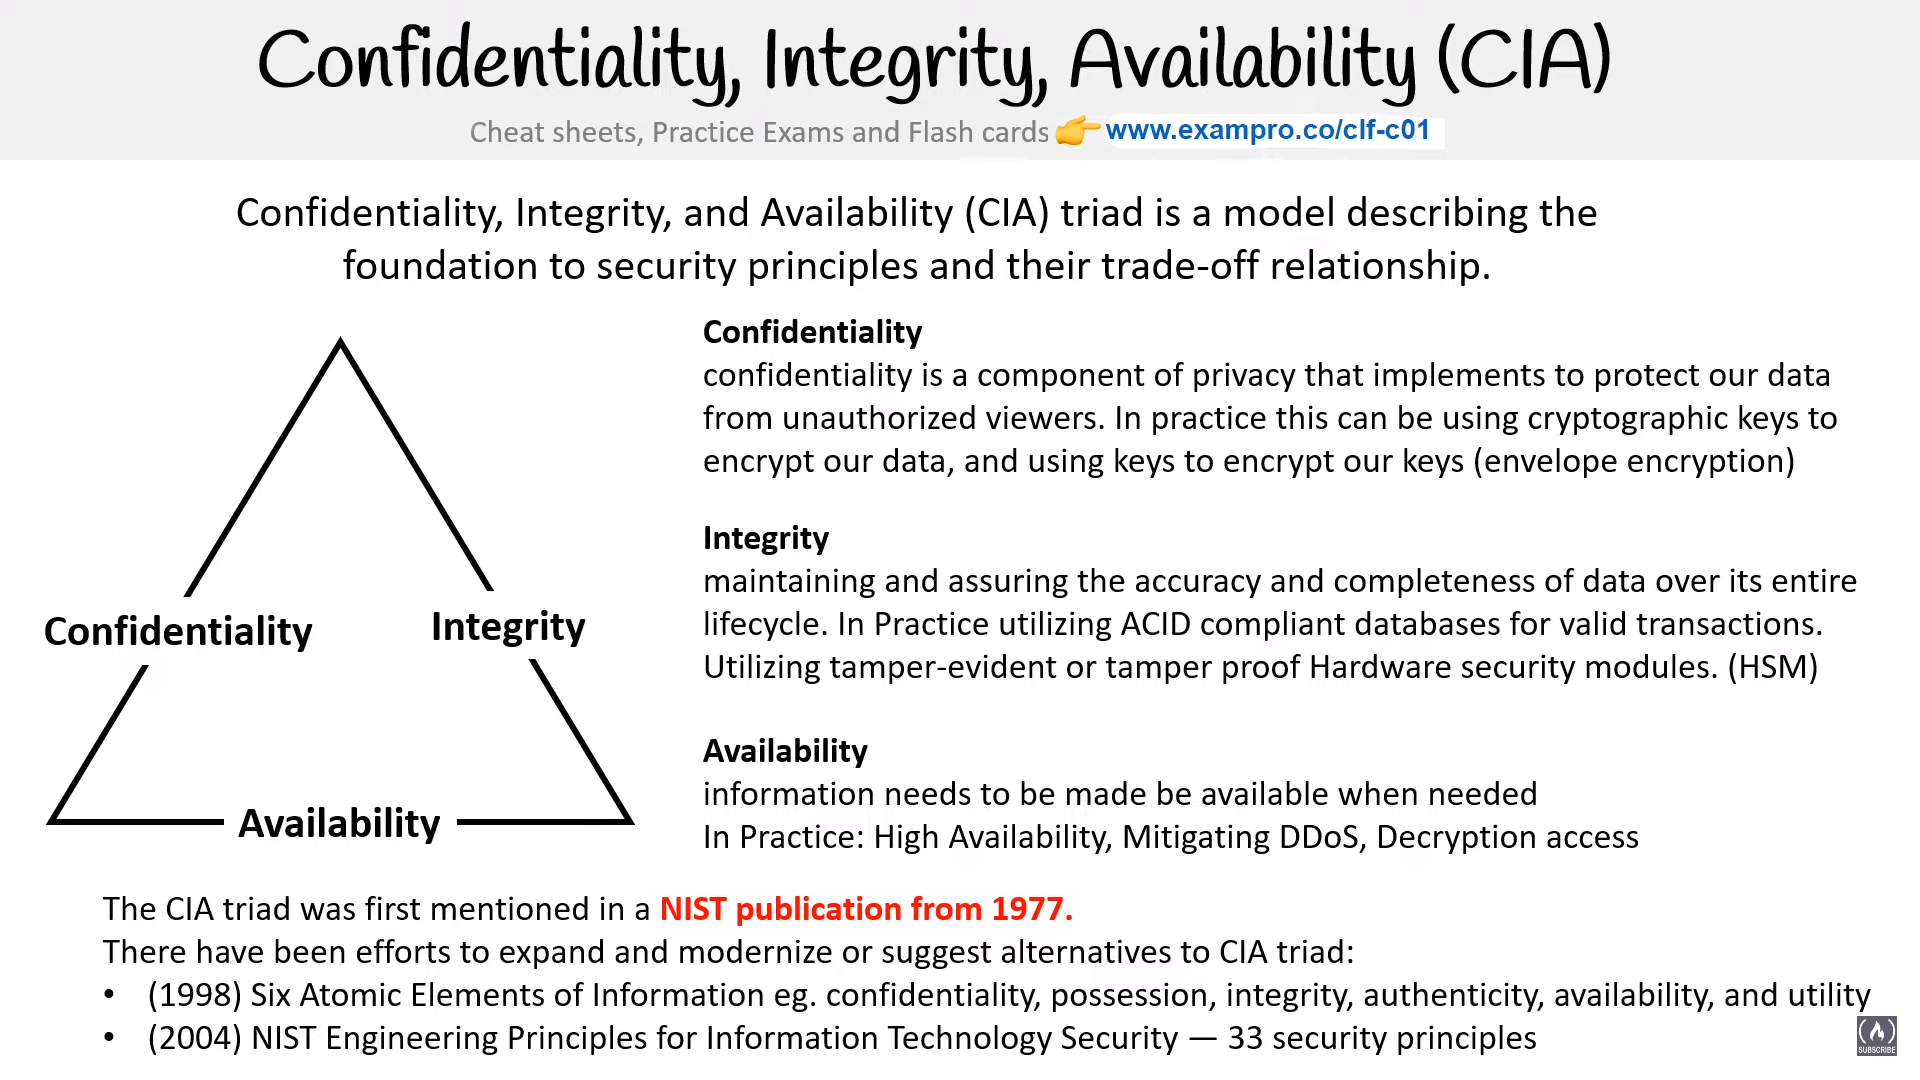 Confidentiality, Integrity, Availability (CIA)
Cheat sheets, Practice Exams and Flash cards 👉 www.exampro.co/clf-c01
Confidentiality, Integrity, and Availability (CIA) triad is a model describing the
foundation to security principles and their trade-off relationship.
Confidentiality
Integrity
Availability
Confidentiality
confidentiality is a component of privacy that implements to protect our data
from unauthorized viewers. In practice this can be using cryptographic keys to
encrypt our data, and using keys to encrypt our keys (envelope encryption)
Integrity
maintaining and assuring the accuracy and completeness of data over its entire
lifecycle. In Practice utilizing ACID compliant databases for valid transactions.
Utilizing tamper-evident or tamper proof Hardware security modules. (HSM)
Availability
information needs to be made be available when needed
In Practice: High Availability, Mitigating DDoS, Decryption access
The CIA triad was first mentioned in a NIST publication from 1977.
There have been efforts to expand and modernize or suggest alternatives to CIA triad:
• (1998) Six Atomic Elements of Information eg. confidentiality, possession, integrity, authenticity, availability, and utility
• (2004) NIST Engineering Principles for Information Technology Security — 33 security principles
SUBSCRIBE